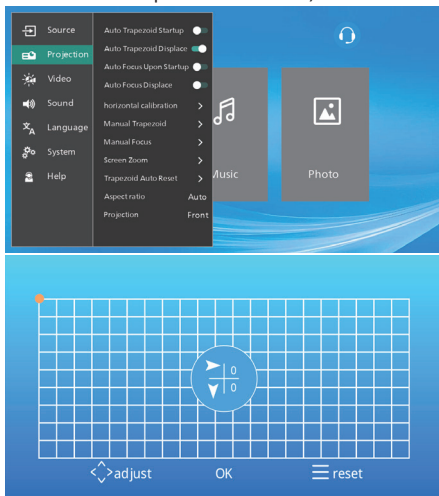 Source
Projection
Video
Sound
Language
System
Help
Auto Trapezoid Startup
Auto Trapezoid Displace
Auto Focus Upon Startup
Auto Focus Displace
horizontal calibration
Manual Trapezoid
Manual Focus
Screen Zoom
Trapezoid Auto Reset
Aspect ratio Auto
Projection Front
Music
Photo
0
0
adjust OK reset